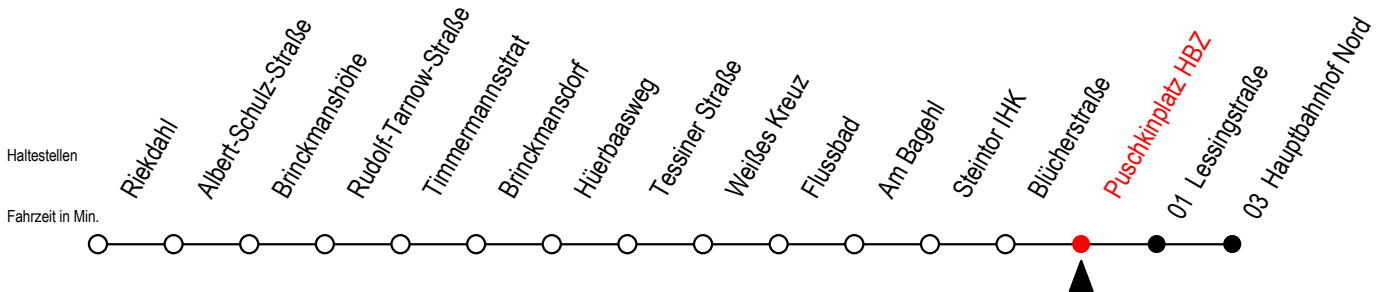 Haltestellen
Riekdahl
Albert-Schulz-Straße
Brinckmanshöhe
Rudolf-Tarnow-Straße
Timmermannsstrat
Brinckmansdorf
Hüerbaasweg
Tessiner Straße
Weißes Kreuz
Flussbad
Am Bagehl
Steintor IHK
Blücherstraße
Puschkinplatz HBZ
01 Lessingstraße
03 Hauptbahnhof Nord
Fahrzeit in Min.